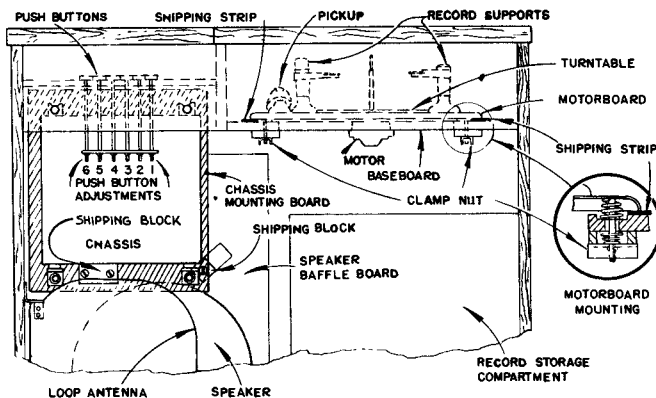 PUSH BUTTONS
SHIPPING STRIP
PICKUP
RECORD SUPPORTS
TURNTABLE
MOTORBOARD
SHIPPING STRIP
MOTOR
BASEBOARD
CLAMP NUT
6 5 4 3 2 1
PUSH BUTTON
ADJUSTMENTS
CHASSIS
MOUNTING BOARD
SHIPPING BLOCK
CHASSIS
SHIPPING BLOCK
SPEAKER
BAFFLE BOARD
MOTORBOARD
MOUNTING
LOOP ANTENNA
SPEAKER
RECORD STORAGE
COMPARTMENT